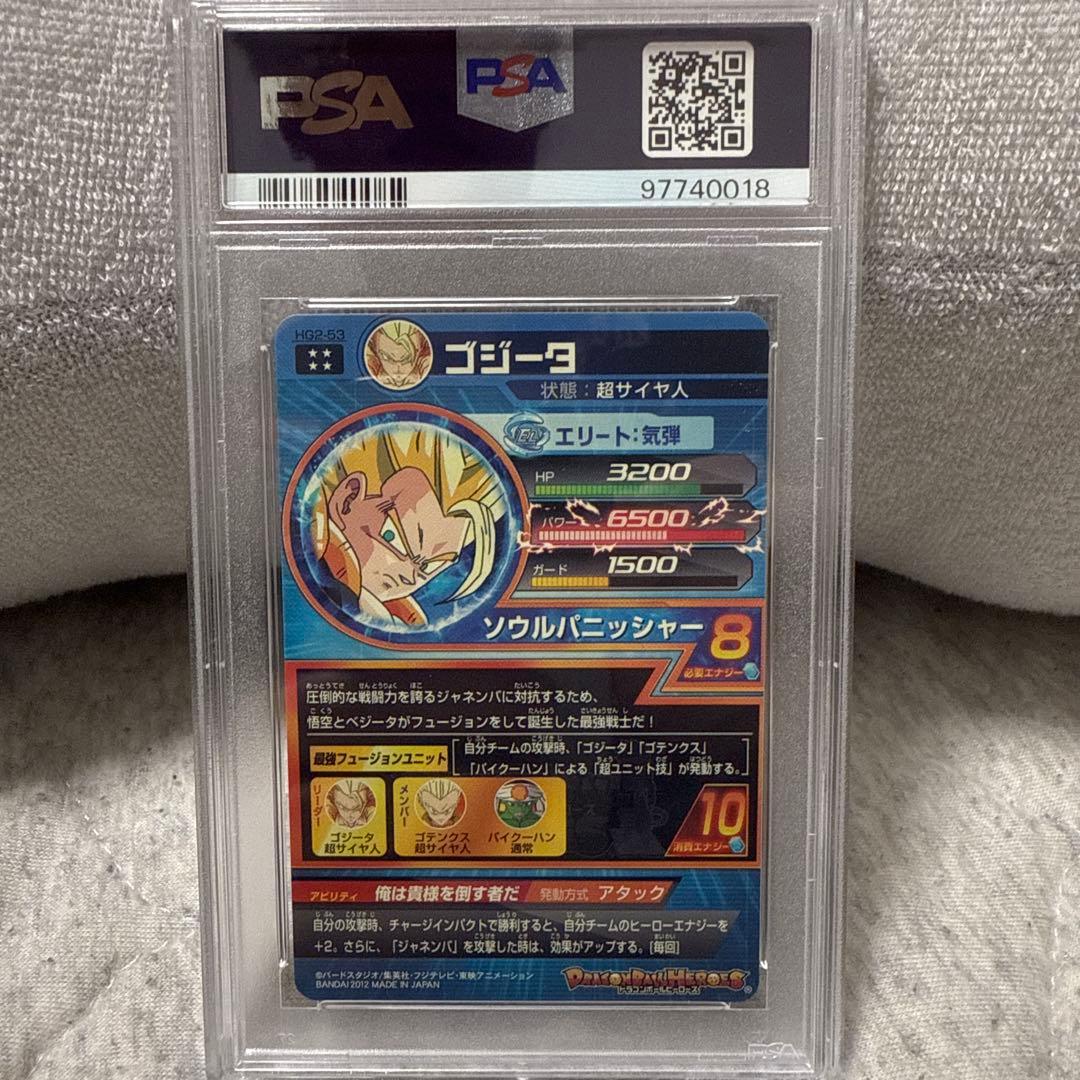 PSA
PSA
97740018
HG2-53
ゴジータ
状態：超サイヤ人
エリート：気弾
HP 3200
パワー 6500
ガード 1500
ソウルパニッシャー 8
必要エナジー
圧倒的な戦闘力を誇るジャネンバに対抗するため、
悟空とベジータがフュージョンをして誕生した最強戦士だ！
最強フュージョンユニット
自分チームの攻撃時、「ゴジータ」「ゴテンクス」
「パイクーハン」による「超ユニット技」が発動する。
リーダー
ゴジータ
超サイヤ人
メンバー
ゴテンクス
超サイヤ人
パイクーハン
通常
10
消費エナジー
アビリティ 俺は貴様を倒す者だ 発動方式 アタック
自分の攻撃時、チャージインパクトで勝利すると、自分チームのヒーローエナジーを
+2。さらに、「ジャネンバ」を攻撃した時は、効果がアップする。[毎回]
©バードスタジオ/集英社・フジテレビ・東映アニメーション
BANDAI 2012 MADE IN JAPAN
DRAGONBALL HEROES
ドラゴンボールヒーローズ
PSA